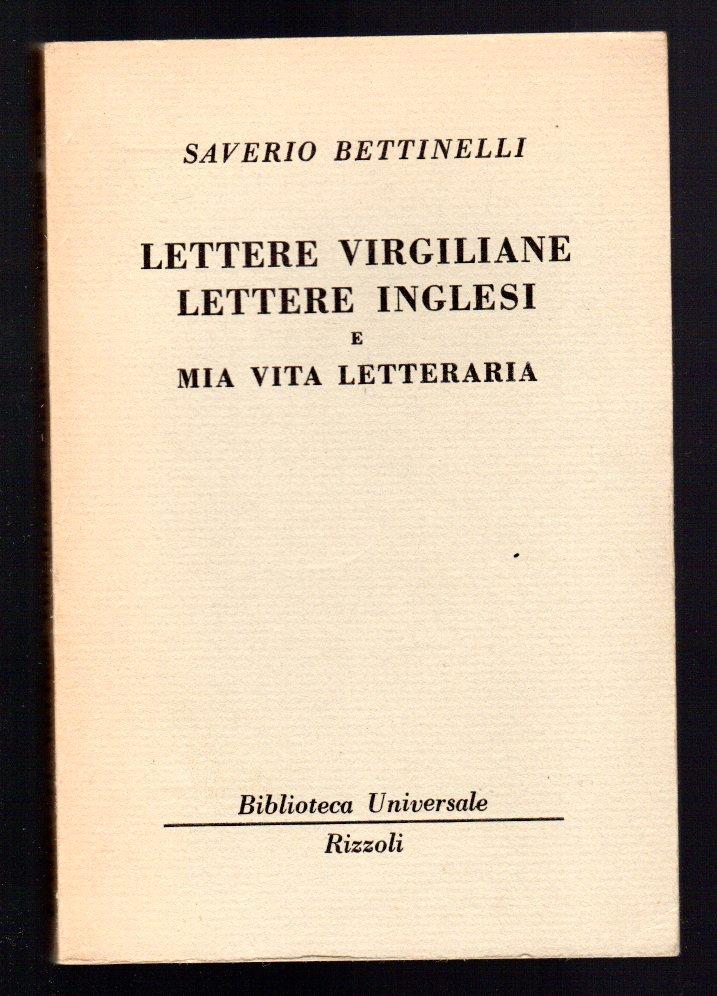 SAVERIO BETTINELLI
LETTERE VIRGILIANE
LETTERE INGLESI
E
MIA VITA LETTERARIA
Biblioteca Universale
Rizzoli